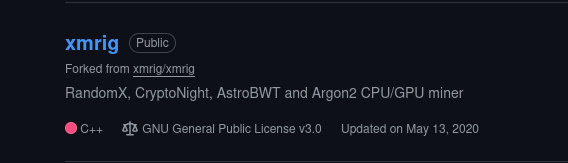 xmrig Public
Forked from xmrig/xmrig
RandomX, CryptoNight, AstroBWT and Argon2 CPU/GPU miner
C++ GNU General Public License v3.0 Updated on May 13, 2020